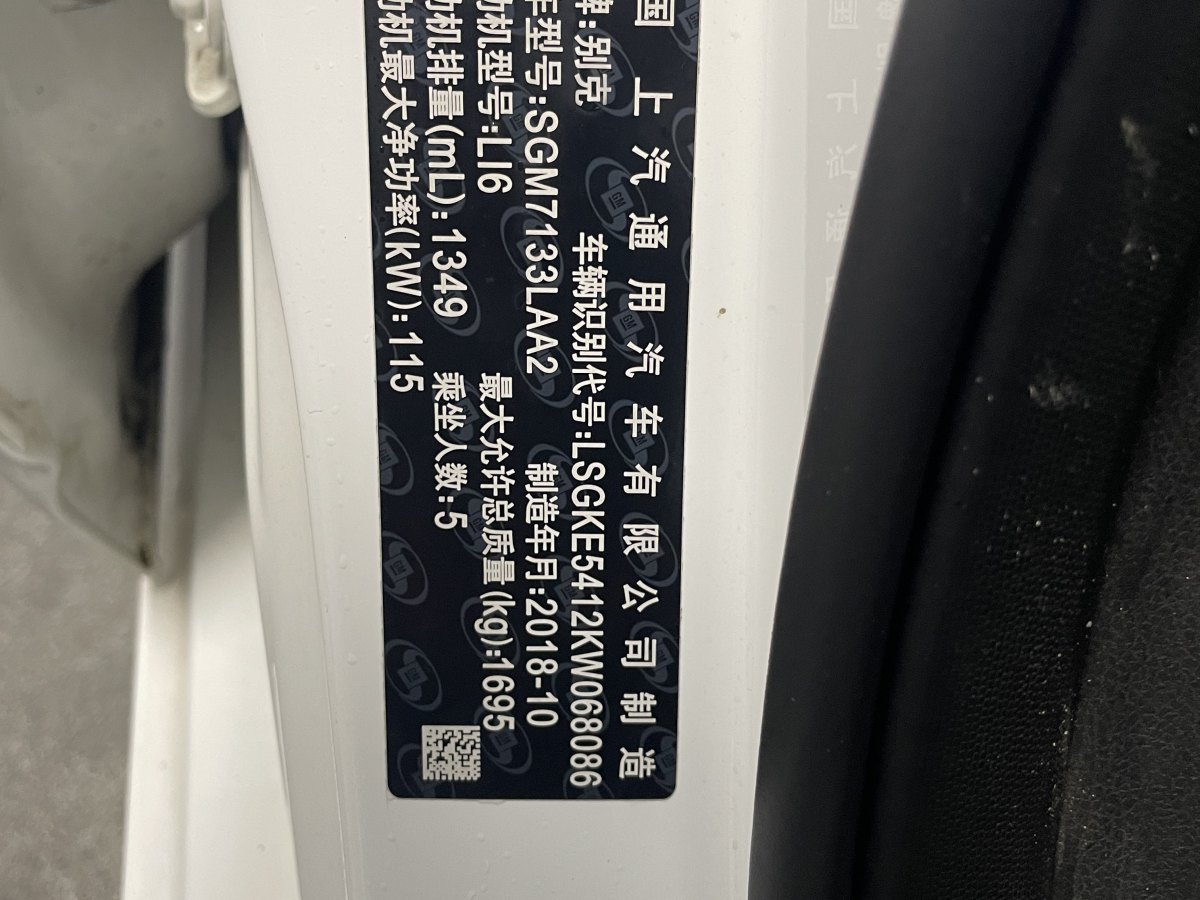 国上汽通用汽车有限公司制造
牌:别克 车辆识别代号:LSGKE5412KW068086
型号:SGM7133LAA2 制造年月:2018-10
动机型号:LI6 最大允许总质量(kg):1695
动机排量(mL):1349 乘坐人数:5
动机最大净功率(kW):115